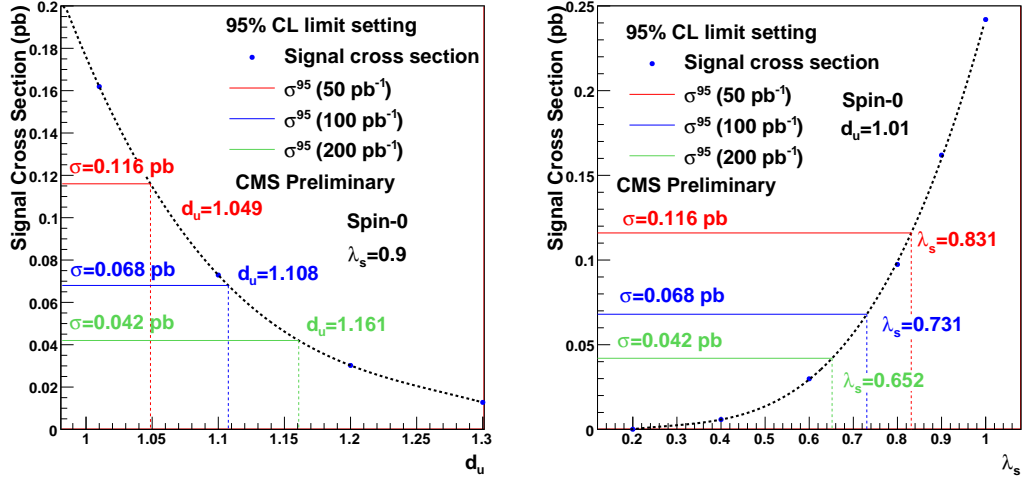 Signal Cross Section (pb)
0.2
0.18
0.16
0.14
0.12
0.1
0.08
0.06
0.04
0.02
0
95% CL limit setting
Signal cross section
σ⁹⁵ (50 pb⁻¹)
σ⁹⁵ (100 pb⁻¹)
σ⁹⁵ (200 pb⁻¹)
CMS Preliminary
Spin-0
λₛ=0.9
σ=0.116 pb
dᵤ=1.049
σ=0.068 pb
dᵤ=1.108
σ=0.042 pb
dᵤ=1.161
1 1.05 1.1 1.15 1.2 1.25 1.3
dᵤ
Signal Cross Section (pb)
0.25
0.2
0.15
0.1
0.05
0
95% CL limit setting
Signal cross section
σ⁹⁵ (50 pb⁻¹)
σ⁹⁵ (100 pb⁻¹)
σ⁹⁵ (200 pb⁻¹)
Spin-0
dᵤ=1.01
CMS Preliminary
σ=0.116 pb
λₛ=0.831
σ=0.068 pb
λₛ=0.731
σ=0.042 pb
λₛ=0.652
0.2 0.3 0.4 0.5 0.6 0.7 0.8 0.9 1
λₛ